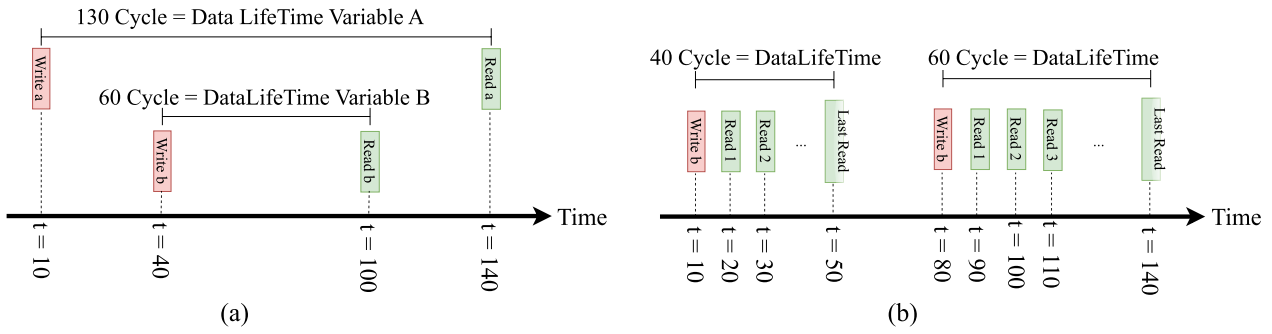 130 Cycle = Data LifeTime Variable A
Write a
Read a
60 Cycle = DataLifeTime Variable B
Write b
Read b
Time
t = 10
t = 40
t = 100
t = 140
(a)
40 Cycle = DataLifeTime
60 Cycle = DataLifeTime
Write b
Read 1
Read 2
...
Last Read
Write b
Read 1
Read 2
Read 3
...
Last Read
Time
t = 10
t = 20
t = 30
t = 50
t = 80
t = 90
t = 100
t = 110
t = 140
(b)